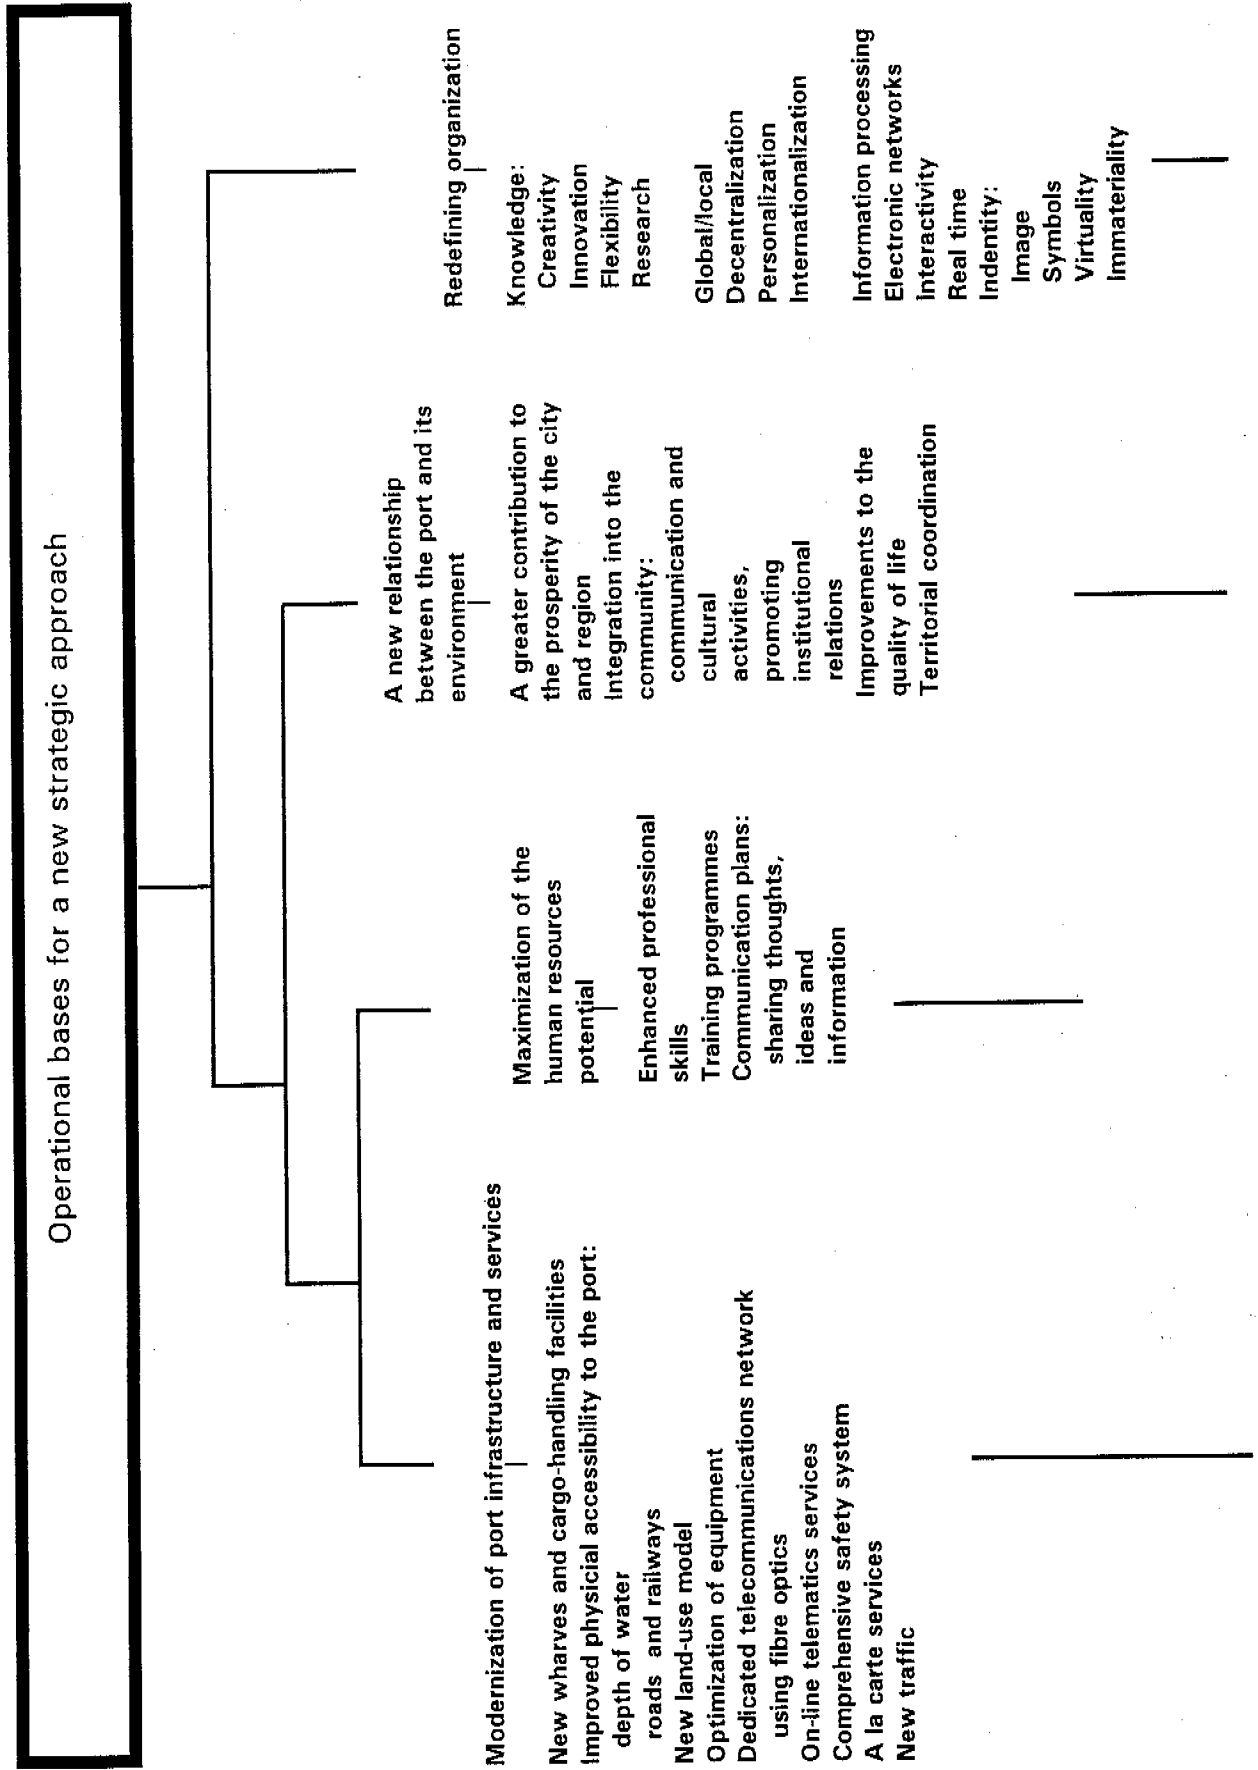 Operational bases for a new strategic approach
Modernization of port infrastructure and services
New wharves and cargo-handling facilities
Improved physicial accessibility to the port:
depth of water
roads and railways
New land-use model
Optimization of equipment
Dedicated telecommunications network
using fibre optics
On-line telematics services
Comprehensive safety system
A la carte services
New traffic
Maximization of the
human resources
potential
Enhanced professional
skills
Training programmes
Communication plans:
sharing thoughts,
ideas and
information
A new relationship
between the port and its
environment
A greater contribution to
the prosperity of the city
and region
Integration into the
community:
communication and
cultural
activities,
promoting
institutional
relations
Improvements to the
quality of life
Territorial coordination
Redefining organization
Knowledge:
Creativity
Innovation
Flexibility
Research
Global/local
Decentralization
Personalization
Internationalization
Information processing
Electronic networks
Interactivity
Real time
Indentity:
Image
Symbols
Virtuality
Immateriality